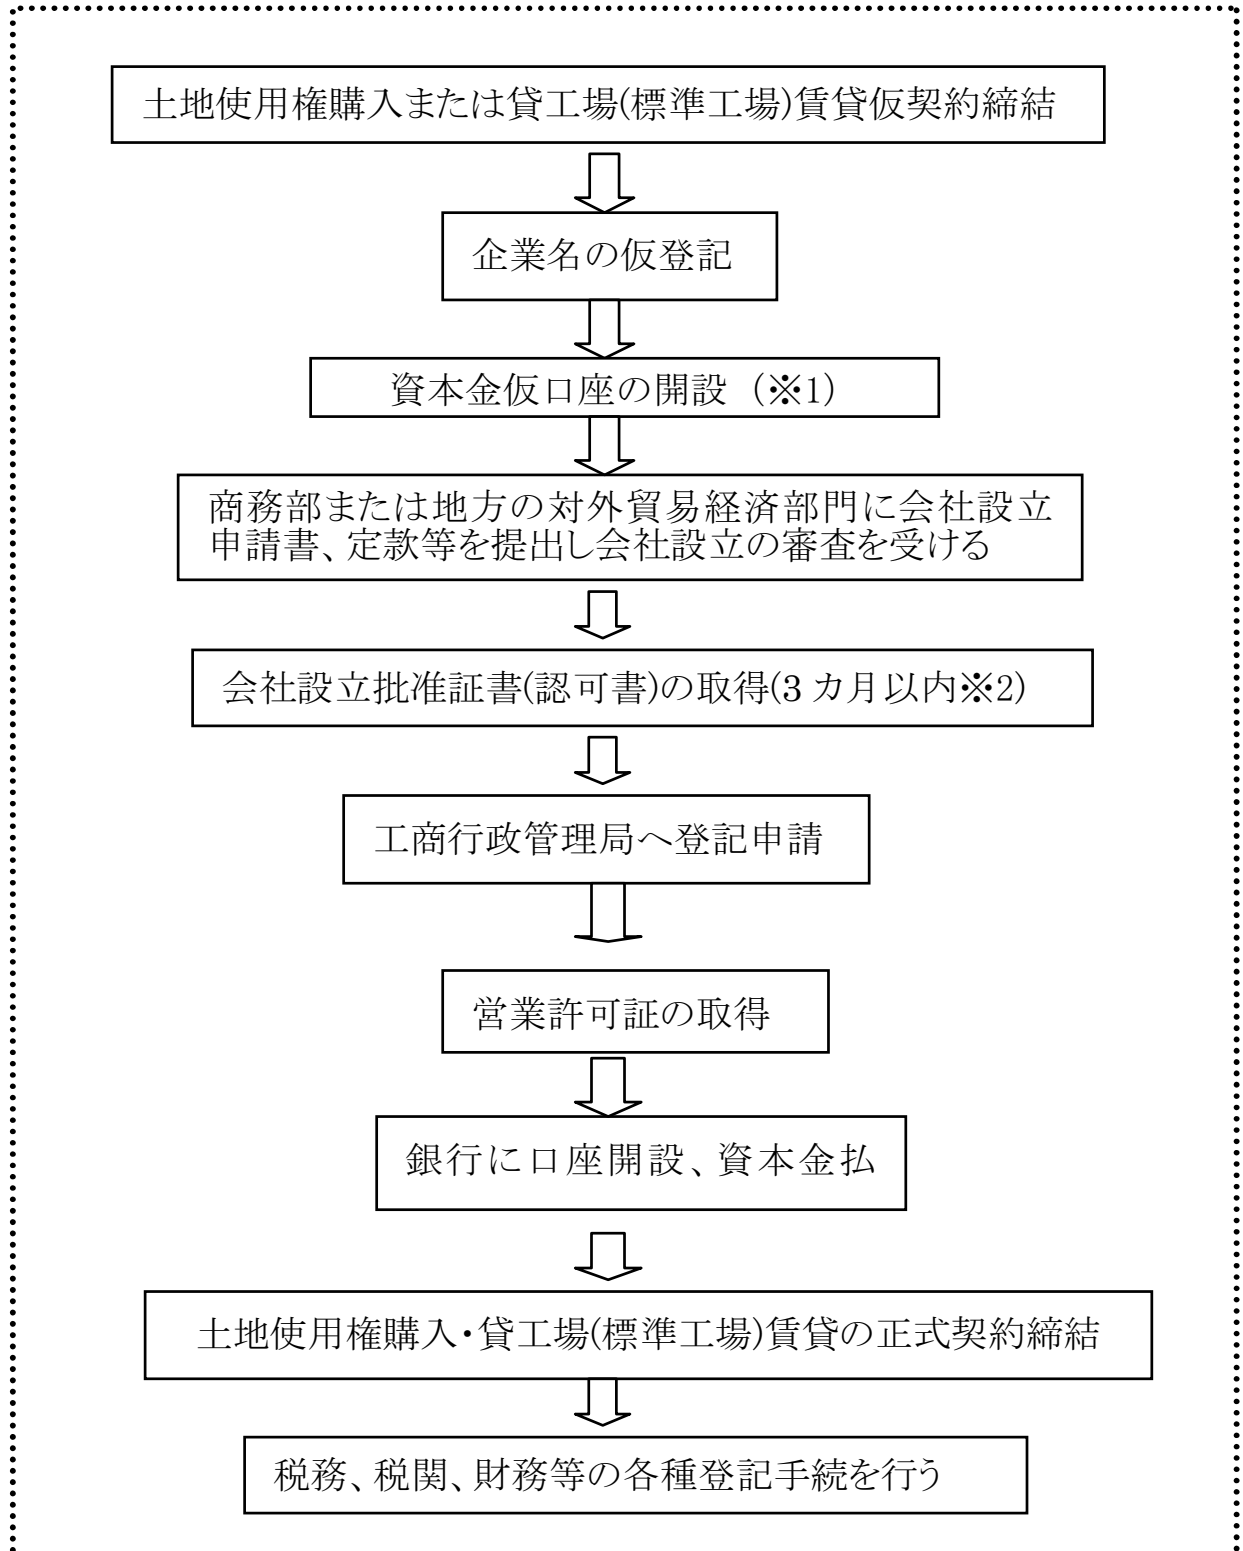 土地使用権購入または貸工場(標準工場)賃貸仮契約締結
企業名の仮登記
資本金仮口座の開設（※1）
商務部または地方の対外貿易経済部門に会社設立
申請書、定款等を提出し会社設立の審査を受ける
会社設立批准証書(認可書)の取得(3カ月以内※2)
工商行政管理局へ登記申請
営業許可証の取得
銀行に口座開設、資本金払
土地使用権購入・貸工場(標準工場)賃貸の正式契約締結
税務、税関、財務等の各種登記手続を行う